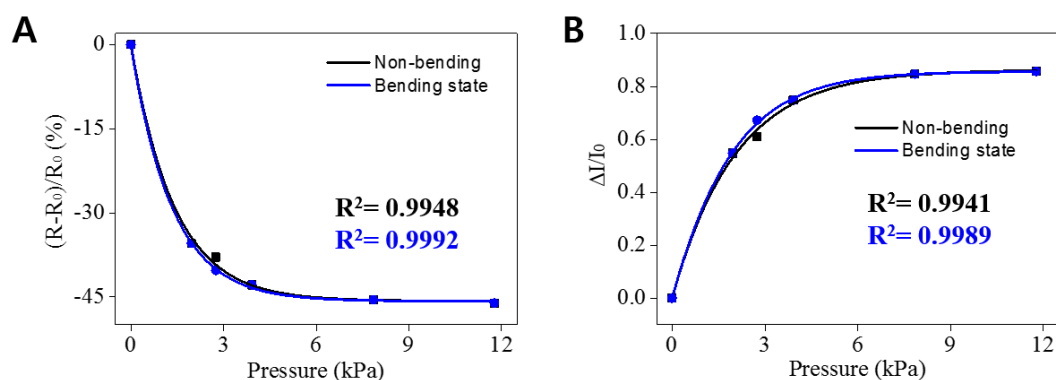 A
(R-R₀)/R₀ (%)
0
-15
-30
-45
Non-bending
Bending state
R²= 0.9948
R²= 0.9992
0 3 6 9 12
Pressure (kPa)
B
ΔI/I₀
0.8
0.6
0.4
0.2
0.0
Non-bending
Bending state
R²= 0.9941
R²= 0.9989
0 3 6 9 12
Pressure (kPa)